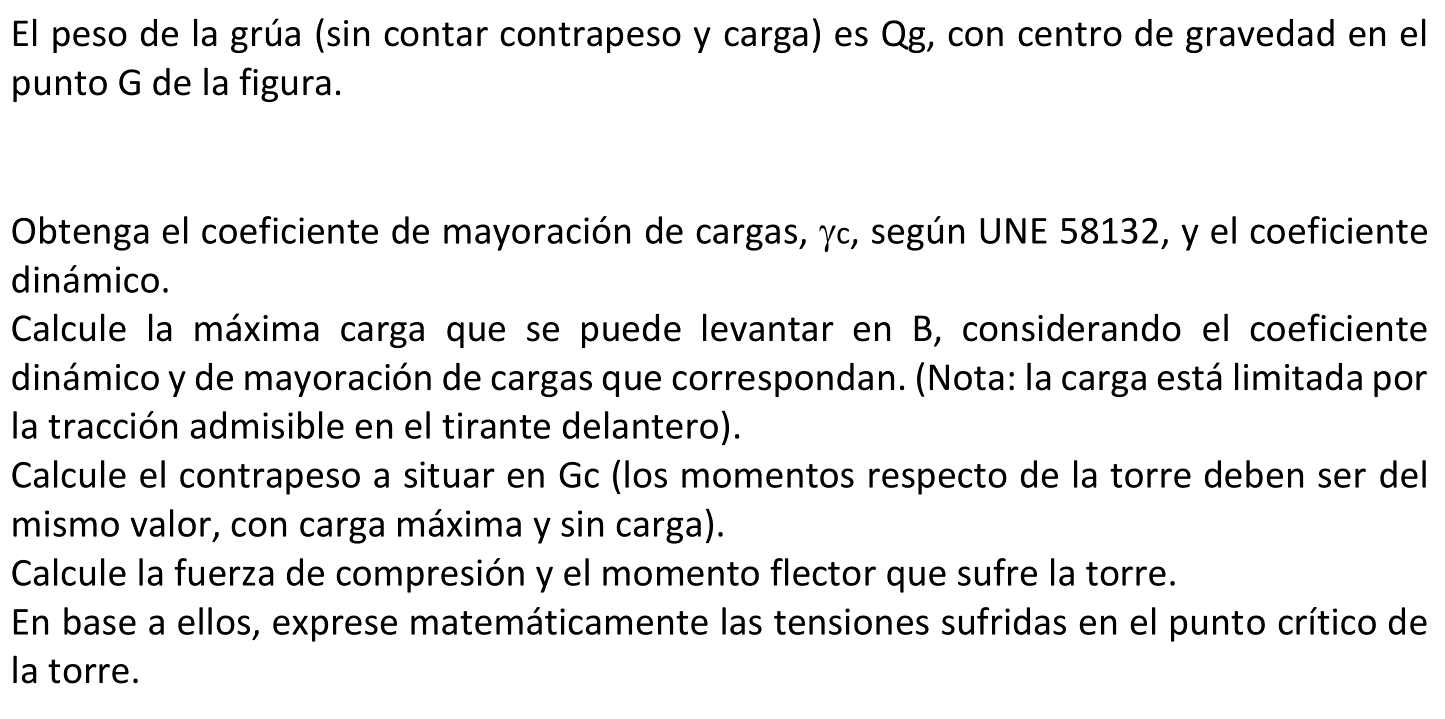 El peso de la grúa (sin contar contrapeso y carga) es Qg, con centro de gravedad en el
punto G de la figura.
Obtenga el coeficiente de mayoración de cargas, γc, según UNE 58132, y el coeficiente
dinámico.
Calcule la máxima carga que se puede levantar en B, considerando el coeficiente
dinámico y de mayoración de cargas que correspondan. (Nota: la carga está limitada por
la tracción admisible en el tirante delantero).
Calcule el contrapeso a situar en Gc (los momentos respecto de la torre deben ser del
mismo valor, con carga máxima y sin carga).
Calcule la fuerza de compresión y el momento flector que sufre la torre.
En base a ellos, exprese matemáticamente las tensiones sufridas en el punto crítico de
la torre.